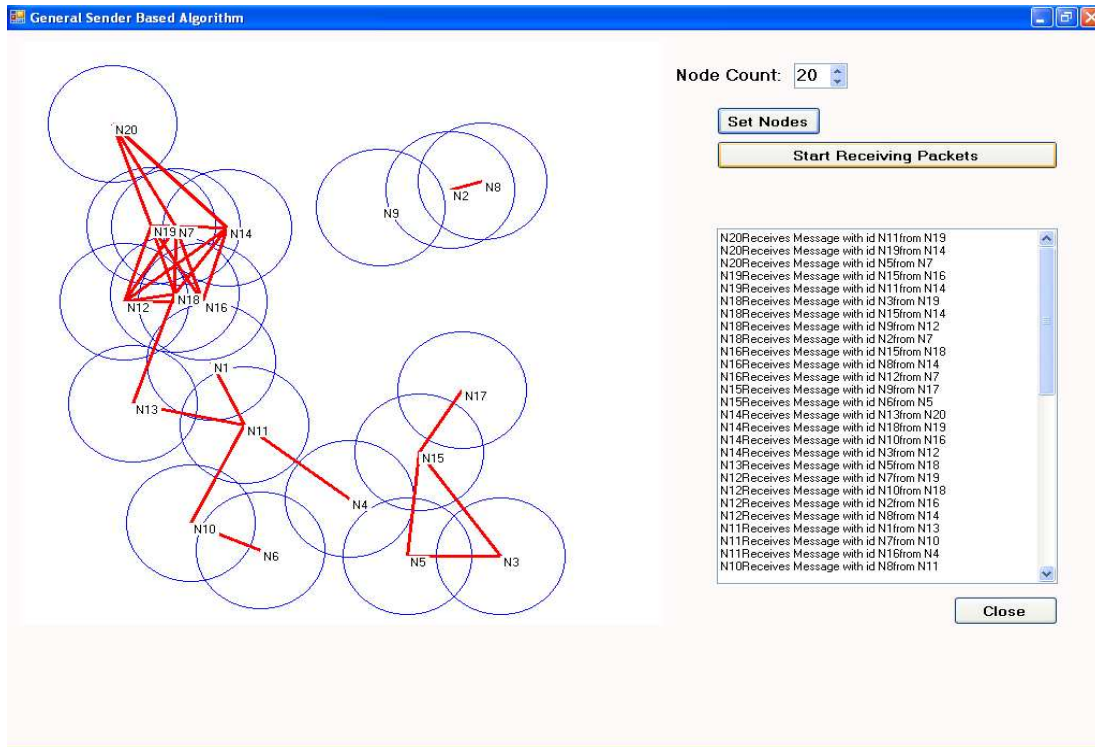 General Sender Based Algorithm
Node Count: 20
Set Nodes
Start Receiving Packets
N20
N8
N2
N9
N19
N7
N14
N12
N18
N16
N1
N13
N11
N17
N15
N4
N10
N6
N5
N3
N20Receives Message with id N11from N19
N20Receives Message with id N19from N14
N20Receives Message with id N5from N7
N19Receives Message with id N15from N16
N19Receives Message with id N11from N14
N18Receives Message with id N3from N19
N18Receives Message with id N15from N14
N18Receives Message with id N9from N12
N18Receives Message with id N2from N7
N16Receives Message with id N15from N18
N16Receives Message with id N8from N14
N16Receives Message with id N12from N7
N15Receives Message with id N9from N17
N15Receives Message with id N6from N5
N14Receives Message with id N13from N20
N14Receives Message with id N18from N19
N14Receives Message with id N10from N16
N14Receives Message with id N3from N12
N13Receives Message with id N5from N18
N12Receives Message with id N7from N19
N12Receives Message with id N10from N18
N12Receives Message with id N2from N16
N12Receives Message with id N8from N14
N11Receives Message with id N1from N13
N11Receives Message with id N7from N10
N11Receives Message with id N16from N4
N10Receives Message with id N8from N11
Close